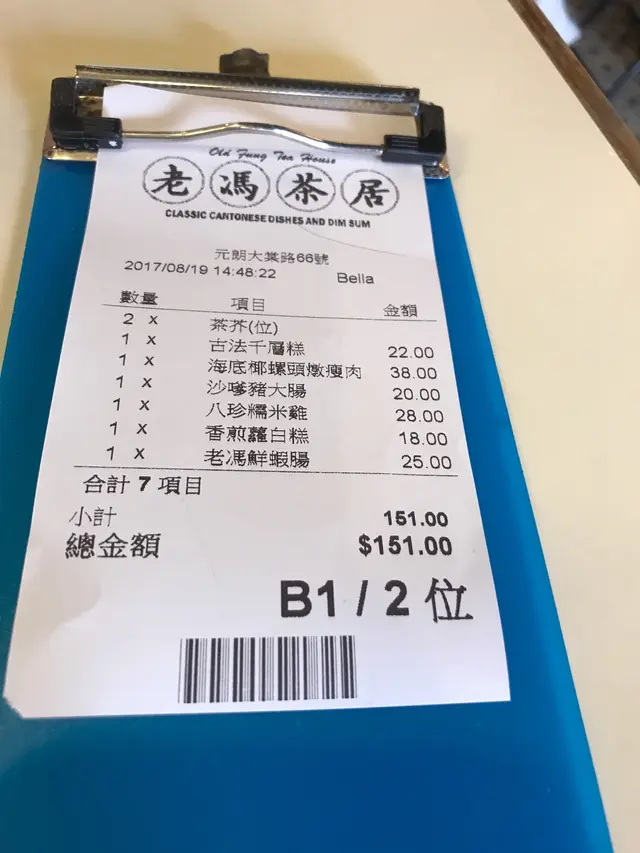 Old Fung Tea House
老馮茶居
CLASSIC CANTONESE DISHES AND DIM SUM
元朗大棠路66號
2017/08/19 14:48:22 Bella
數量 項目 金額
2 x 茶芥(位)
1 x 古法千層糕 22.00
1 x 海底椰螺頭燉瘦肉 38.00
1 x 沙嗲豬大腸 20.00
1 x 八珍糯米雞 28.00
1 x 香煎蘿白糕 18.00
1 x 老馮鮮蝦腸 25.00
合計 7 項目
小計 151.00
總金額 $151.00
B1 / 2 位